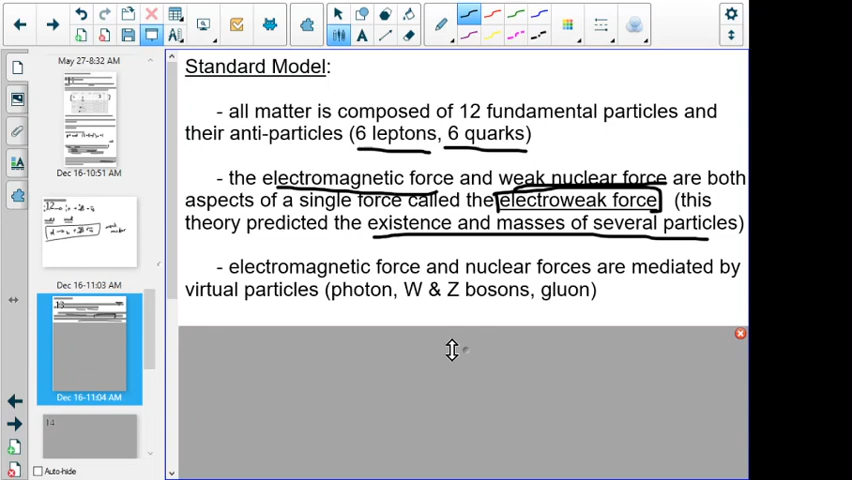 May 27-8:32 AM
Dec 16-10:51 AM
Dec 16-11:03 AM
13
Dec 16-11:04 AM
14
Auto-hide
Standard Model:
- all matter is composed of 12 fundamental particles and
their anti-particles (6 leptons, 6 quarks)
- the electromagnetic force and weak nuclear force are both
aspects of a single force called the electroweak force (this
theory predicted the existence and masses of several particles)
- electromagnetic force and nuclear forces are mediated by
virtual particles (photon, W & Z bosons, gluon)